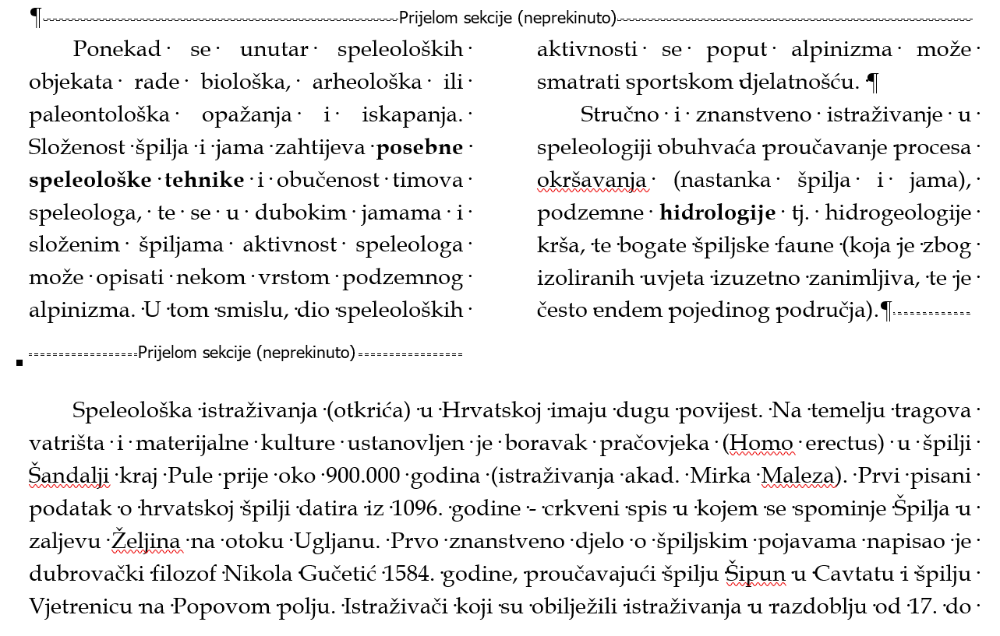 ¶ Prijelom sekcije (neprekinuto)
Ponekad se unutar speleoloških
objekata rade biološka, arheološka ili
paleontološka opažanja i iskapanja.
Složenost špilja i jama zahtijeva posebne
speleološke tehnike i obučenost timova
speleologa, te se u dubokim jamama i
složenim špiljama aktivnost speleologa
može opisati nekom vrstom podzemnog
alpinizma. U tom smislu, dio speleoloških
aktivnosti se poput alpinizma može
smatrati sportskom djelatnošću. ¶
Stručno i znanstveno istraživanje u
speleologiji obuhvaća proučavanje procesa
okršavanja (nastanka špilja i jama),
podzemne hidrologije tj. hidrogeologije
krša, te bogate špiljske faune (koja je zbog
izoliranih uvjeta izuzetno zanimljiva, te je
često endem pojedinog područja).¶
Prijelom sekcije (neprekinuto)
Speleološka istraživanja (otkrića) u Hrvatskoj imaju dugu povijest. Na temelju tragova
vatrišta i materijalne kulture ustanovljen je boravak pračovjeka (Homo erectus) u špilji
Šandalji kraj Pule prije oko 900.000 godina (istraživanja akad. Mirka Maleza). Prvi pisani
podatak o hrvatskoj špilji datira iz 1096. godine - crkveni spis u kojem se spominje Špilja u
zaljevu Željina na otoku Ugljanu. Prvo znanstveno djelo o špiljskim pojavama napisao je
dubrovački filozof Nikola Gučetić 1584. godine, proučavajući špilju Šipun u Cavtatu i špilju
Vjetrenicu na Popovom polju. Istraživači koji su obilježili istraživanja u razdoblju od 17. do